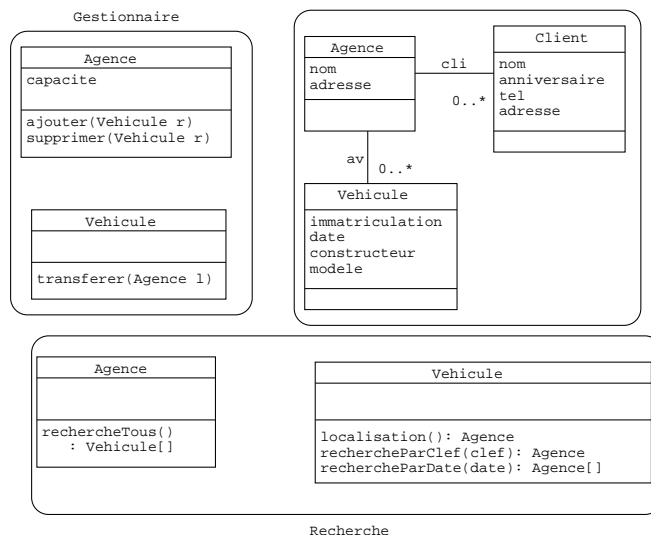 Gestionnaire
Agence
capacite
ajouter(Vehicule r)
supprimer(Vehicule r)
Vehicule
transferer(Agence l)
Agence
nom
adresse
cli
0..*
Client
nom
anniversaire
tel
adresse
av
0..*
Vehicule
immatriculation
date
constructeur
modele
Agence
rechercheTous()
: Vehicule[]
Vehicule
localisation(): Agence
rechercheParClef(clef): Agence
rechercheParDate(date): Agence[]
Recherche